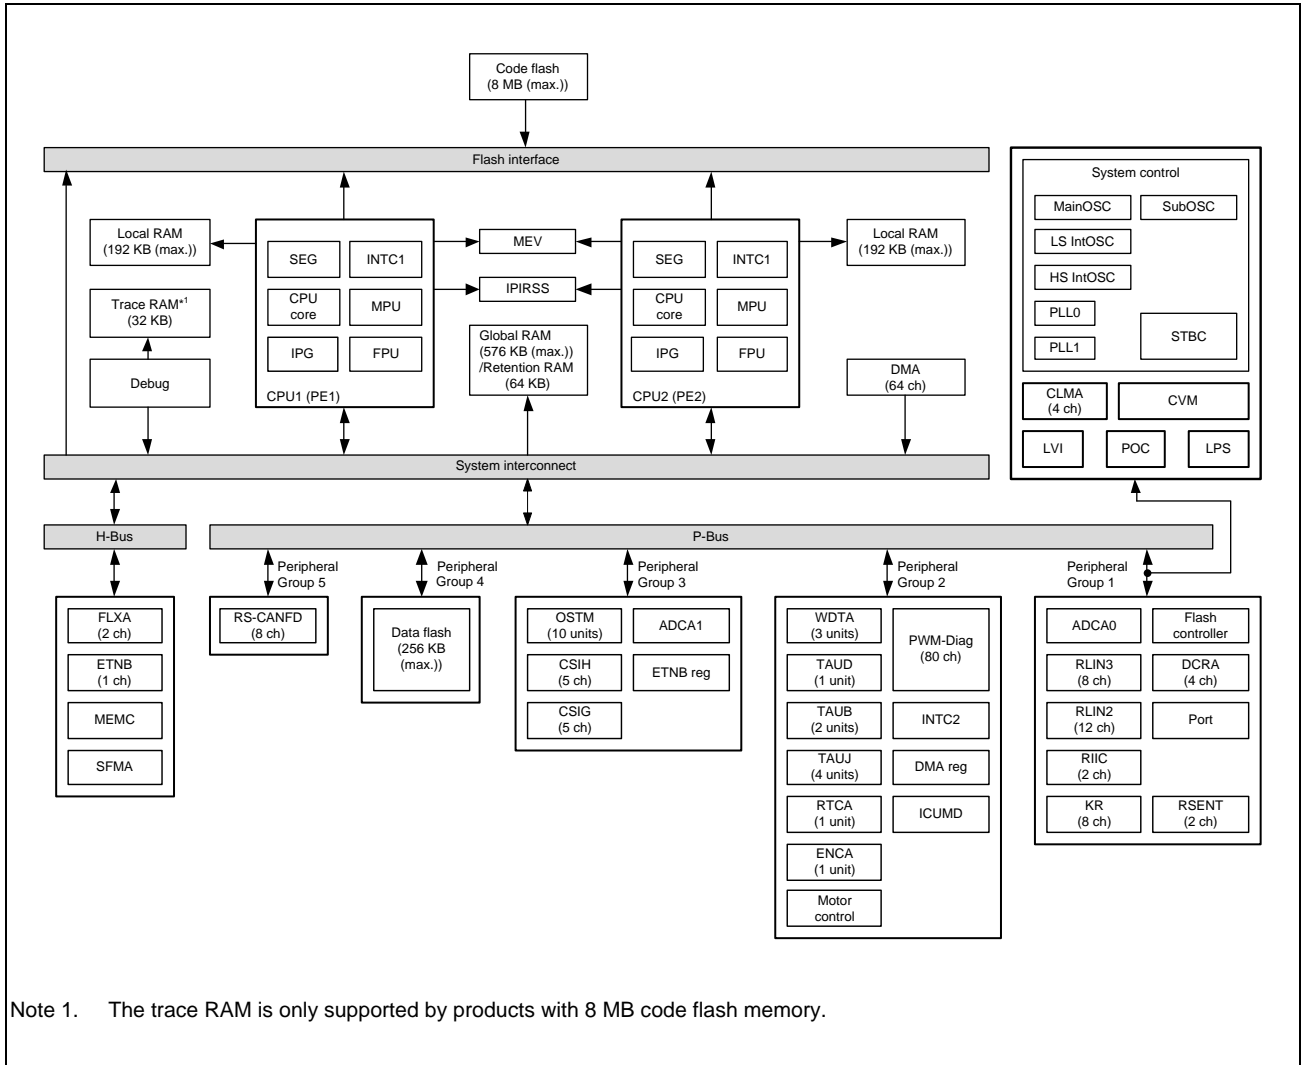 Code flash
(8 MB (max.))
Flash interface
Local RAM
(192 KB (max.))
Trace RAM*1
(32 KB)
Debug
SEG
INTC1
CPU
core
MPU
IPG
FPU
CPU1 (PE1)
MEV
IPIRSS
Global RAM
(576 KB (max.))
/Retention RAM
(64 KB)
SEG
INTC1
CPU
core
MPU
IPG
FPU
CPU2 (PE2)
Local RAM
(192 KB (max.))
DMA
(64 ch)
System control
MainOSC
SubOSC
LS IntOSC
HS IntOSC
PLL0
PLL1
STBC
CLMA
(4 ch)
CVM
LVI
POC
LPS
System interconnect
H-Bus
P-Bus
FLXA
(2 ch)
ETNB
(1 ch)
MEMC
SFMA
Peripheral
Group 5
RS-CANFD
(8 ch)
Peripheral
Group 4
Data flash
(256 KB
(max.))
Peripheral
Group 3
OSTM
(10 units)
ADCA1
CSIH
(5 ch)
ETNB reg
CSIG
(5 ch)
Peripheral
Group 2
WDTA
(3 units)
PWM-Diag
(80 ch)
TAUD
(1 unit)
TAUB
(2 units)
INTC2
TAUJ
(4 units)
DMA reg
RTCA
(1 unit)
ICUMD
ENCA
(1 unit)
Motor
control
Peripheral
Group 1
ADCA0
Flash
controller
RLIN3
(8 ch)
DCRA
(4 ch)
RLIN2
(12 ch)
Port
RIIC
(2 ch)
KR
(8 ch)
RSENT
(2 ch)
Note 1. The trace RAM is only supported by products with 8 MB code flash memory.